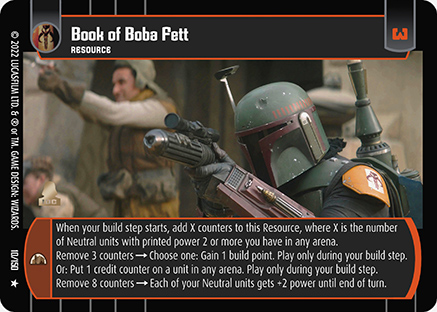 Book of Boba Fett
RESOURCE
© 2022 LUCASFILM LTD. & ® or TM. GAME DESIGN: WIZARDS.
10/150
When your build step starts, add X counters to this Resource, where X is the number
of Neutral units with printed power 2 or more you have in any arena.
Remove 3 counters → Choose one: Gain 1 build point. Play only during your build step.
Or: Put 1 credit counter on a unit in any arena. Play only during your build step.
Remove 8 counters → Each of your Neutral units gets +2 power until end of turn.